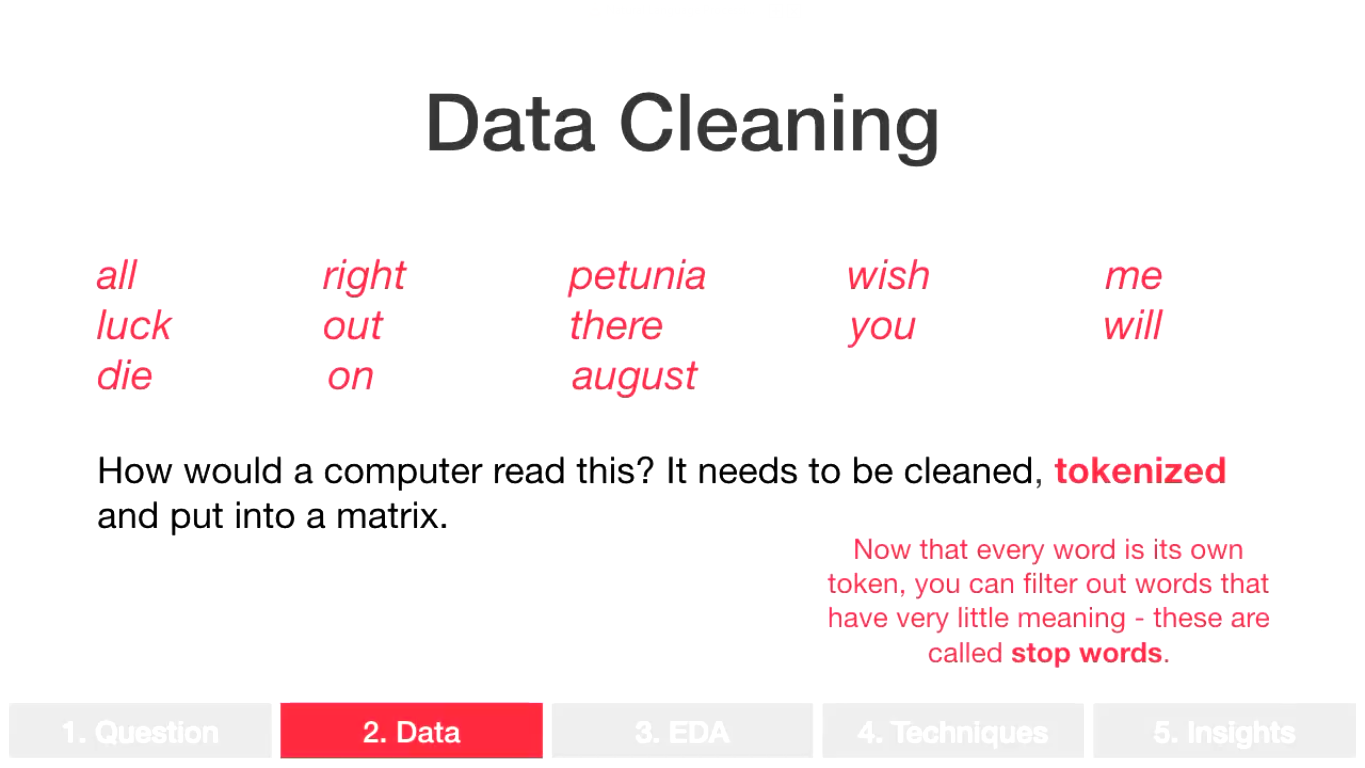 Data Cleaning
all right petunia wish me
luck out there you will
die on august
How would a computer read this? It needs to be cleaned, tokenized
and put into a matrix.
Now that every word is its own
token, you can filter out words that
have very little meaning - these are
called stop words.
1. Question 2. Data 3. EDA 4. Techniques 5. Insights